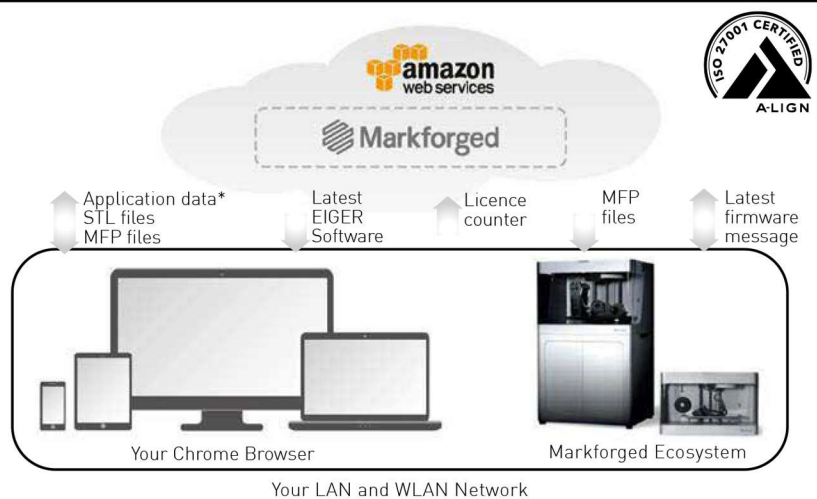 amazon
web services
Markforged
ISO 27001 CERTIFIED
A-LIGN
Application data*
STL files
MFP files
Latest
EIGER
Software
Licence
counter
MFP
files
Latest
firmware
message
Your Chrome Browser
Markforged Ecosystem
Your LAN and WLAN Network